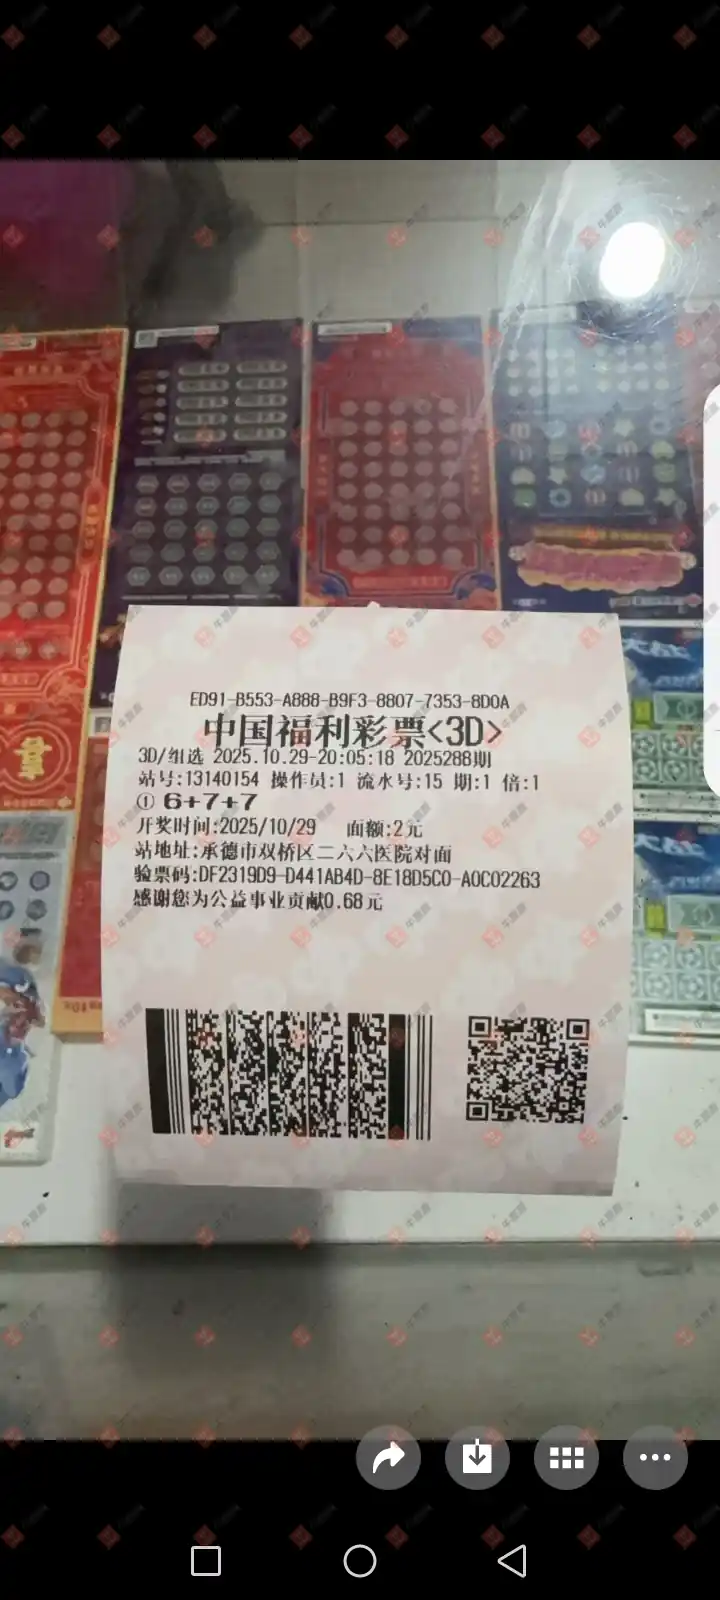 ED91-B553-A888-B9F3-8807-7353-8D0A
中国福利彩票<3D>
3D/组选 2025.10.29-20:05:18 2025288期
站号:13140154 操作员:1 流水号:15 期:1 倍:1
① 6+7+7
开奖时间:2025/10/29 面额:2元
站地址:承德市双桥区二六六医院对面
验票码:DF2319D9-D441AB4D-8E18D5C0-A0C02263
感谢您为公益事业贡献0.68元
喜